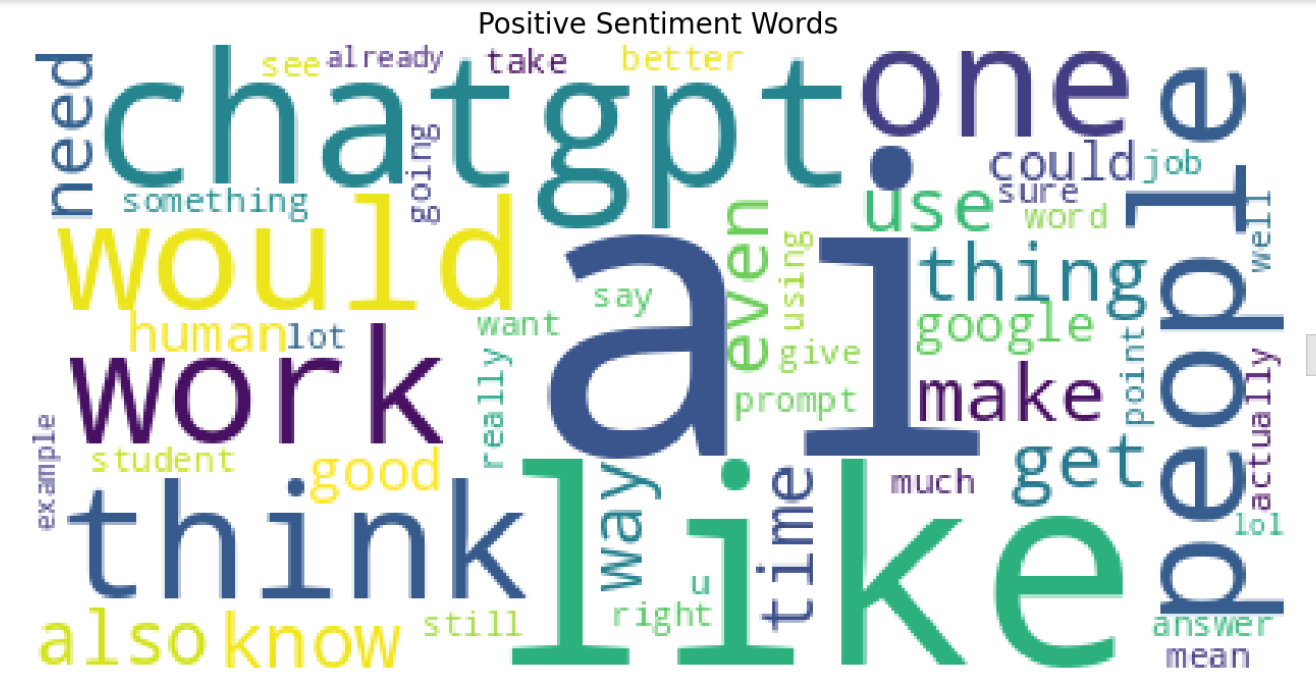 Positive Sentiment Words
need
see
already
take
better
chatgpt
one
people
could
job
going
something
use
sure
word
well
would
ai
even
using
thing
say
human
lot
want
google
give
point
work
really
prompt
make
actually
example
student
good
way
time
much
get
think
like
lol
u
right
also
know
still
answer
mean